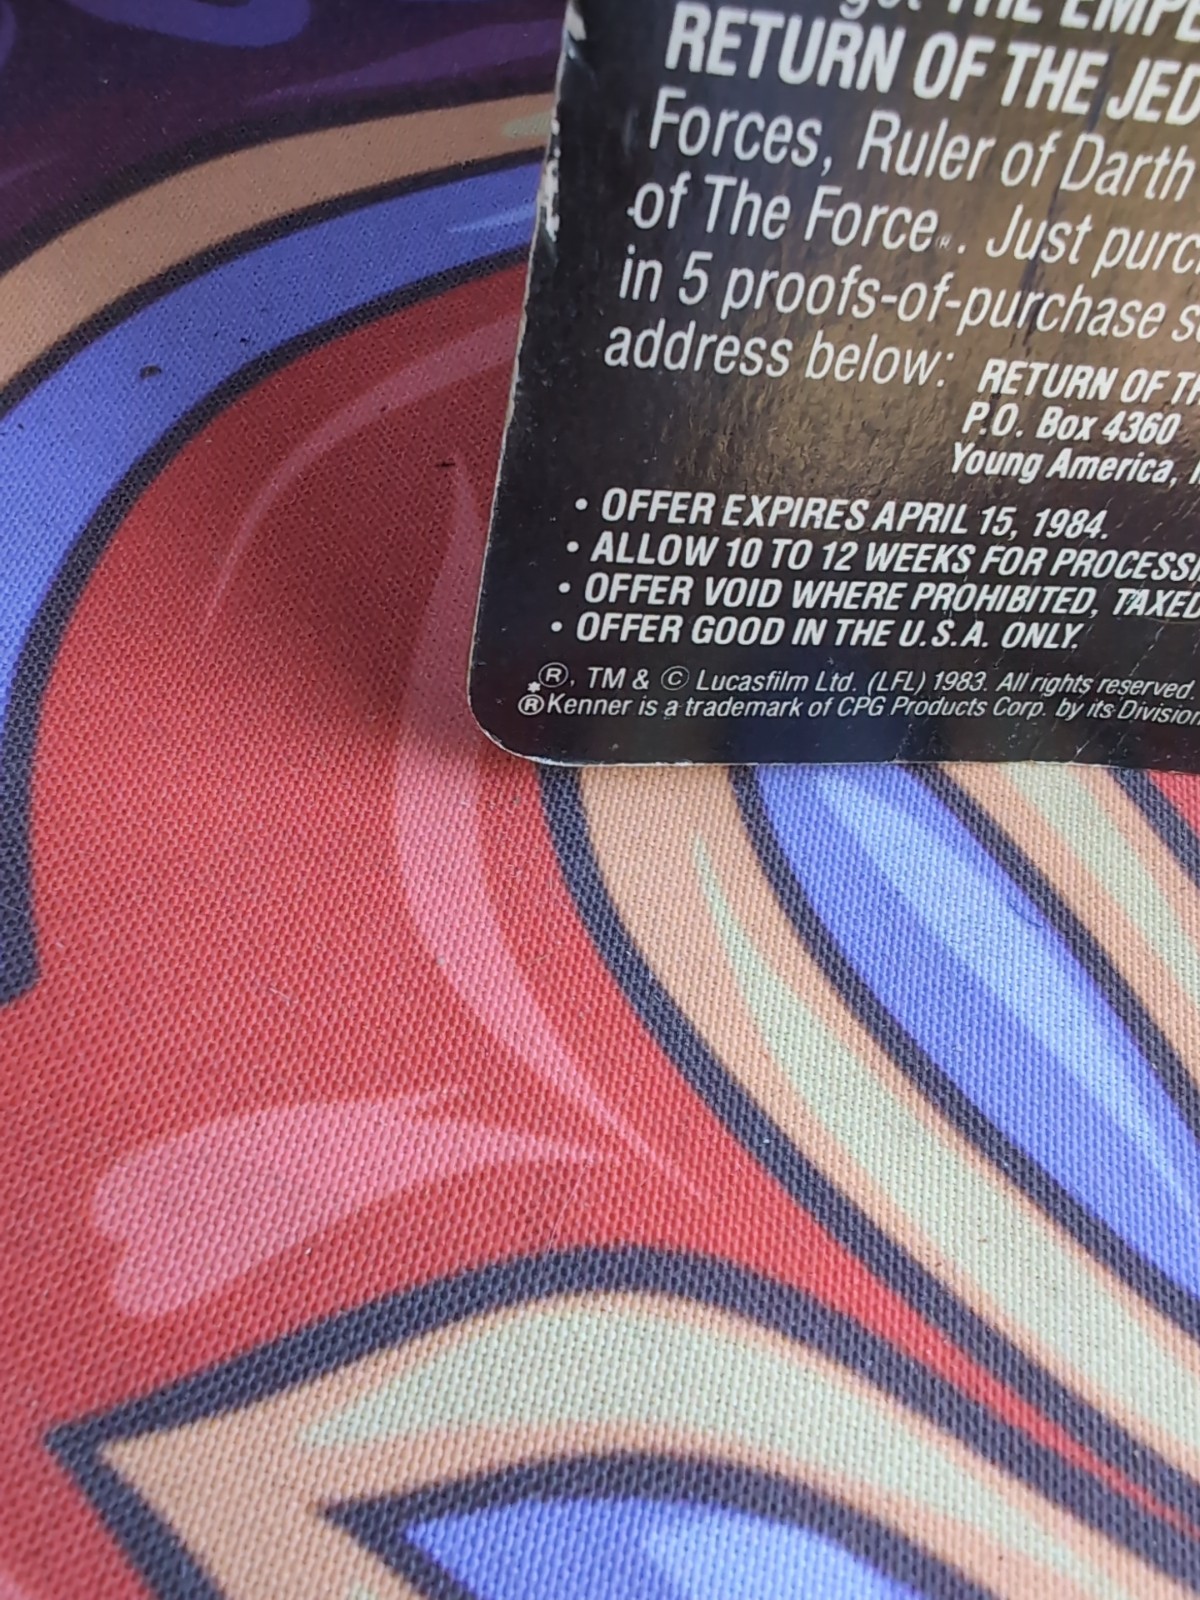 get THE EMPE
RETURN OF THE JED
Forces, Ruler of Darth
of The Force. Just purc
in 5 proofs-of-purchase s
address below:
RETURN OF T
P.O. Box 4360
Young America,
• OFFER EXPIRES APRIL 15, 1984.
• ALLOW 10 TO 12 WEEKS FOR PROCESSI
• OFFER VOID WHERE PROHIBITED, TAXED
• OFFER GOOD IN THE U.S.A. ONLY.
®, TM & © Lucasfilm Ltd. (LFL) 1983. All rights reserved
*®Kenner is a trademark of CPG Products Corp. by its Division